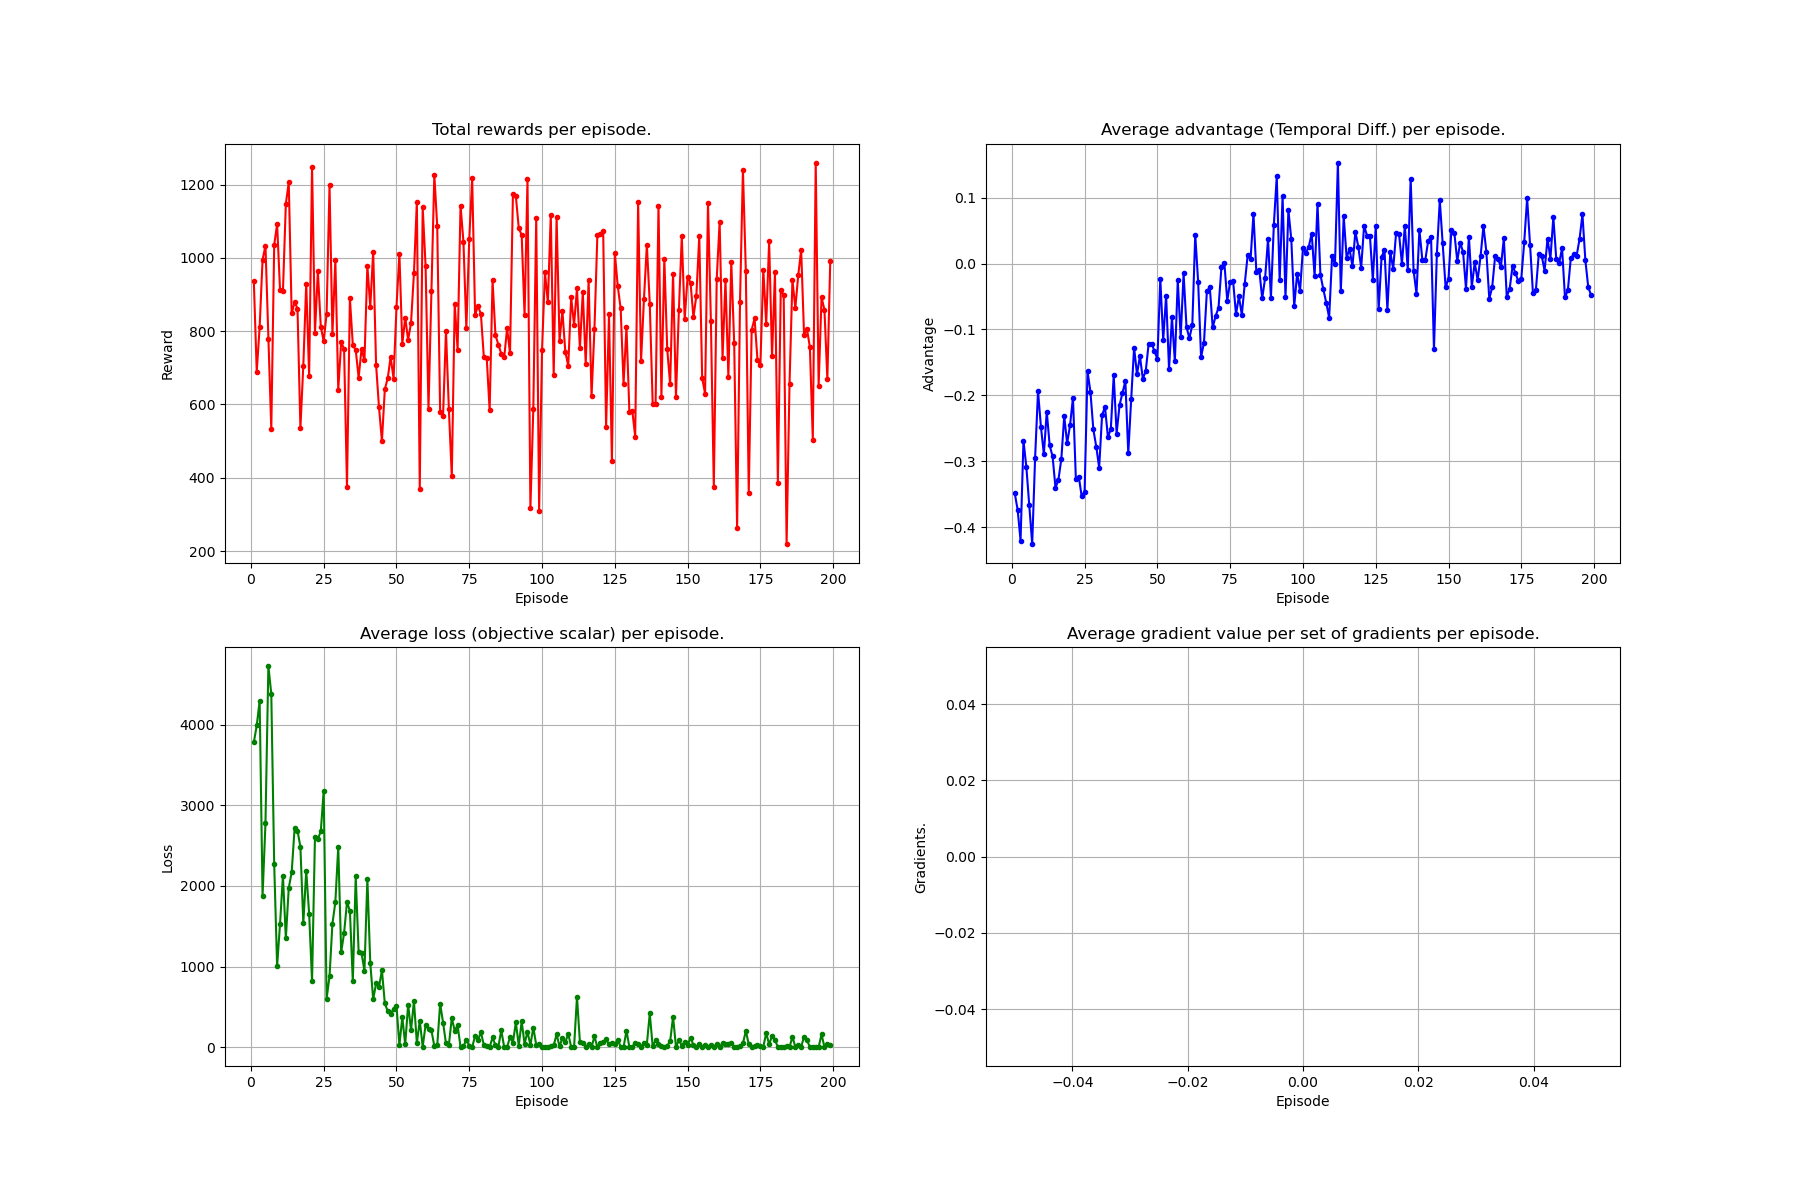 Total rewards per episode.
Reward
1200
1000
800
600
400
200
0 25 50 75 100 125 150 175 200
Episode
Average advantage (Temporal Diff.) per episode.
Advantage
0.1
0.0
−0.1
−0.2
−0.3
−0.4
0 25 50 75 100 125 150 175 200
Episode
Average loss (objective scalar) per episode.
Loss
4000
3000
2000
1000
0
0 25 50 75 100 125 150 175 200
Episode
Average gradient value per set of gradients per episode.
Gradients.
0.04
0.02
0.00
−0.02
−0.04
−0.04 −0.02 0.00 0.02 0.04
Episode